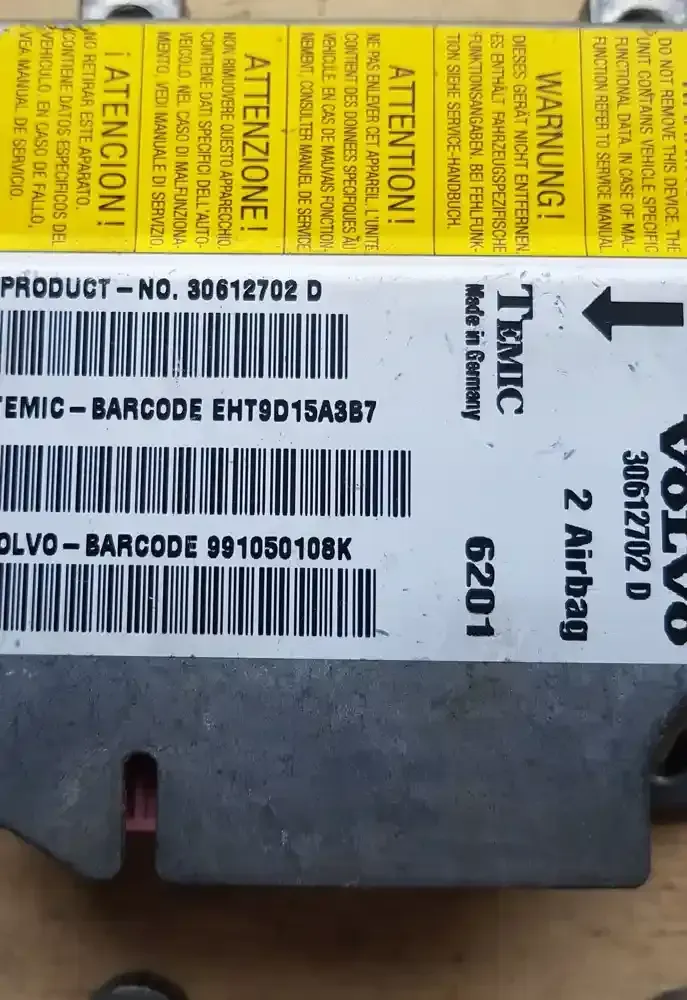 ¡ATENCION!
NO RETIRAR ESTE APARATO.
CONTIENE DATOS ESPECIFICOS DEL
VEHICULO. EN CASO DE FALLO,
VEA MANUAL DE SERVICIO.
ATTENZIONE!
NON RIMUOVERE QUESTO APPARECCHIO.
CONTIENE DATI SPECIFICI DELL'AUTO-
VEICOLO. NEL CASO DI MALFUNZIONA-
MENTO, VEDI MANUALE DI SERVIZIO.
ATTENTION!
NE PAS ENLEVER CET APPAREIL. L'UNITE
CONTIENT DES DONNEES SPECIFIQUES AU
VEHICULE. EN CAS DE MAUVAIS FONCTION-
NEMENT, CONSULTER MANUEL DE SERVICE
WARNUNG!
DIESES GERÄT NICHT ENTFERNEN.
ES ENTHÄLT FAHRZEUGSPEZIFISCHE
FUNKTIONSANGABEN. BEI FEHLFUNK-
TION SIEHE SERVICE-HANDBUCH.
DO NOT REMOVE THIS DEVICE. THE
UNIT CONTAINS VEHICLE SPECIFIC
FUNCTIONAL DATA. IN CASE OF MAL-
FUNCTION REFER TO SERVICE MANUAL
PRODUCT-NO. 30612702 D
TEMIC-BARCODE EHT9D15A3B7
OLVO-BARCODE 991050108K
TEMIC
Made in Germany
6201
VOLVO
30612702 D
2 Airbag